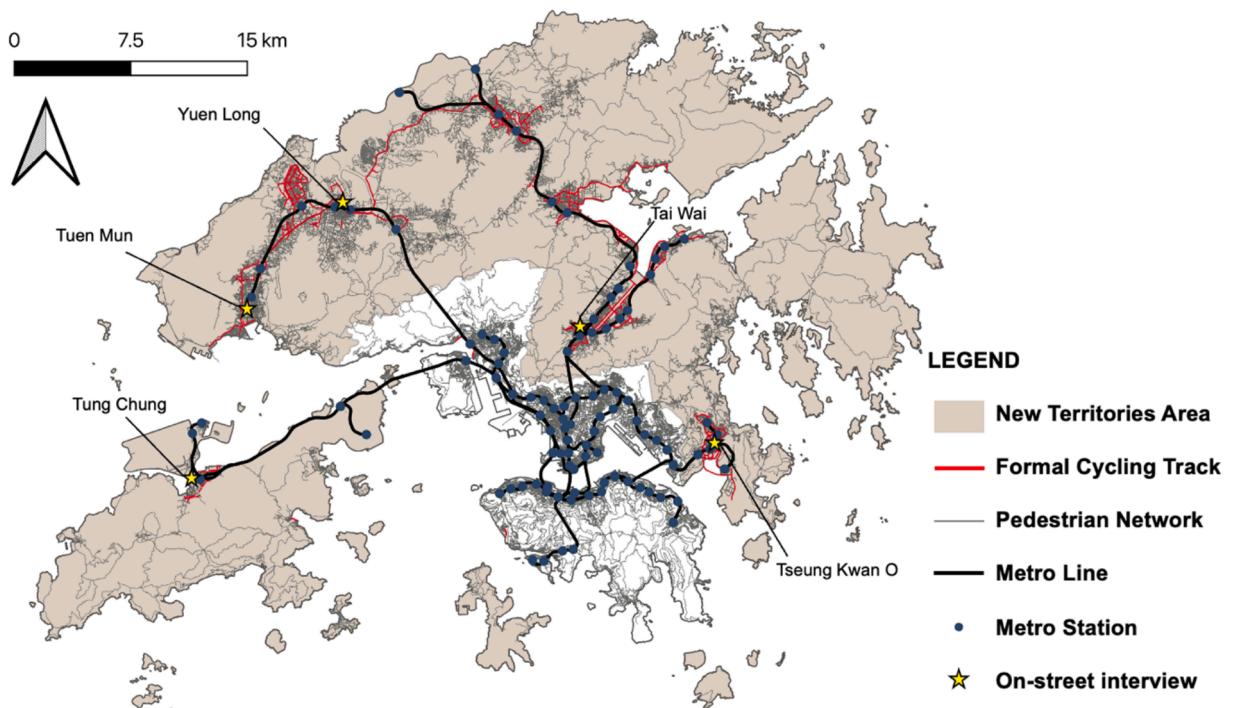 0 7.5 15 km
Yuen Long
Tai Wai
Tuen Mun
Tung Chung
Tseung Kwan O
LEGEND
New Territories Area
Formal Cycling Track
Pedestrian Network
Metro Line
Metro Station
On-street interview